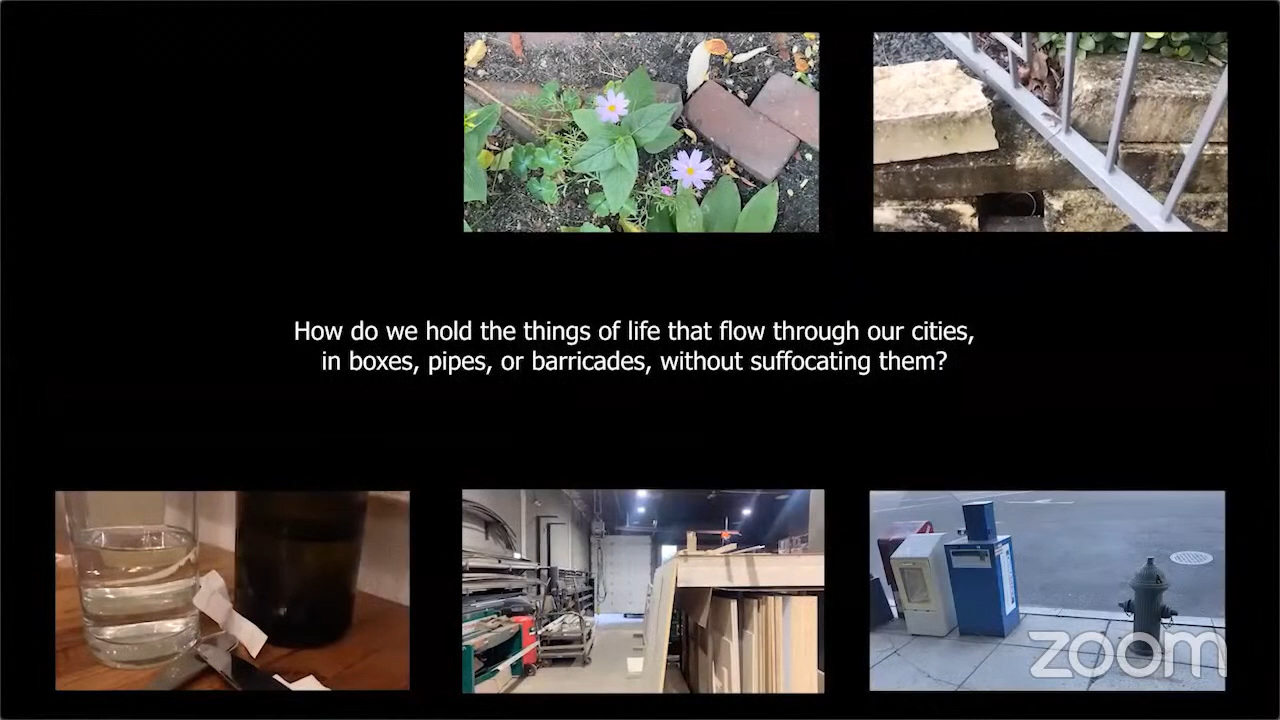 How do we hold the things of life that flow through our cities,
in boxes, pipes, or barricades, without suffocating them?
zoom